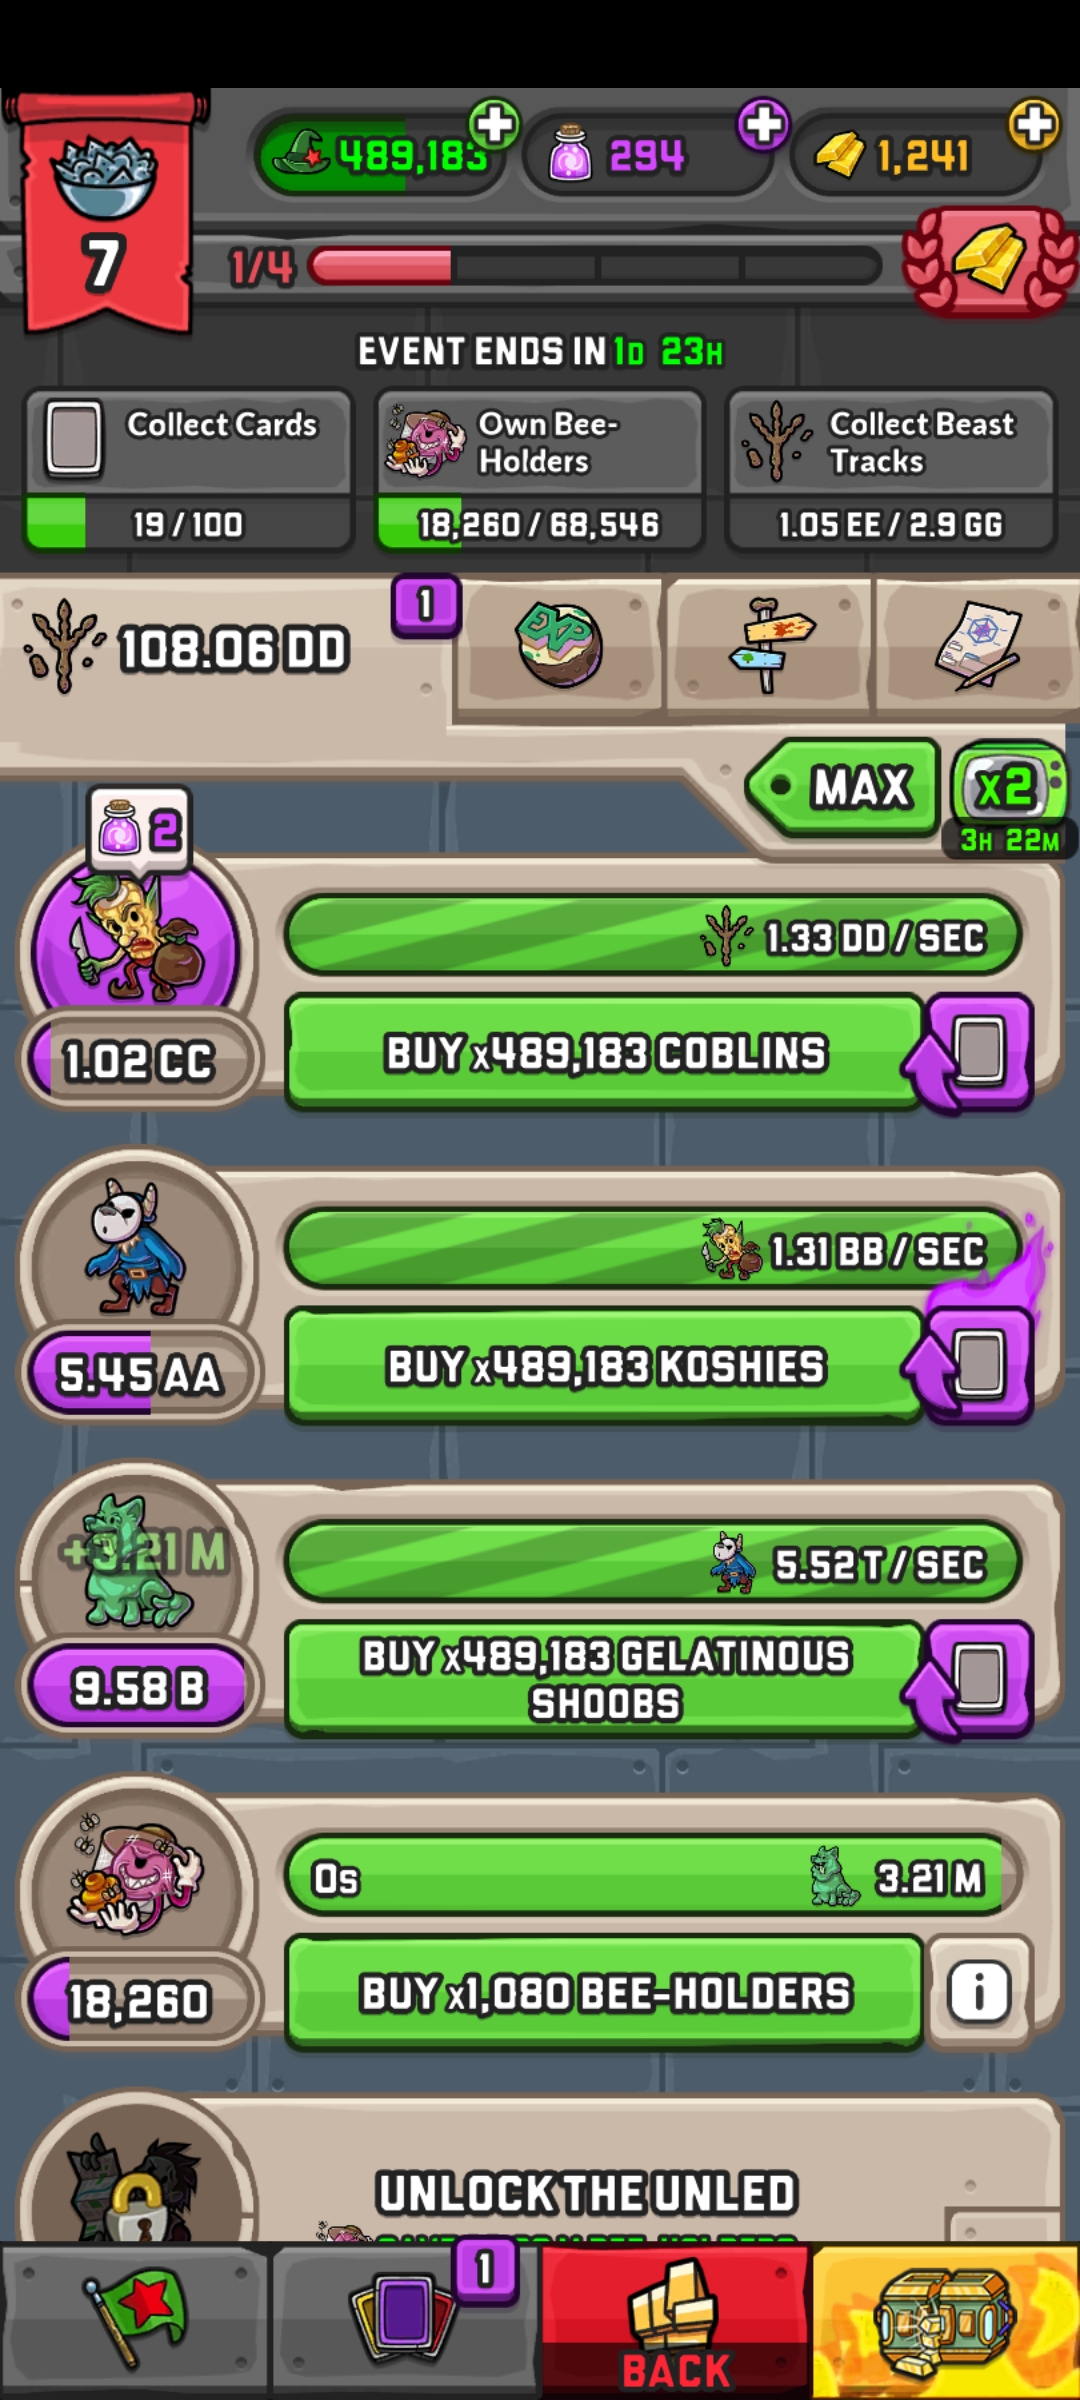 489,183
294
1,241
7
1/4
EVENT ENDS IN 1D 23H
Collect Cards
19 / 100
Own Bee-
Holders
18,260 / 68,546
Collect Beast
Tracks
1.05 EE / 2.9 GG
108.06 DD
1
EXP
MAX
x2
3H 22M
2
1.33 DD / SEC
1.02 CC
BUY x489,183 COBLINS
1.31 BB / SEC
5.45 AA
BUY x489,183 KOSHIES
+3.21 M
5.52 T / SEC
9.58 B
BUY x489,183 GELATINOUS
SHOOBS
0s
3.21 M
18,260
BUY x1,080 BEE-HOLDERS
i
UNLOCK THE UNLED
1
BACK